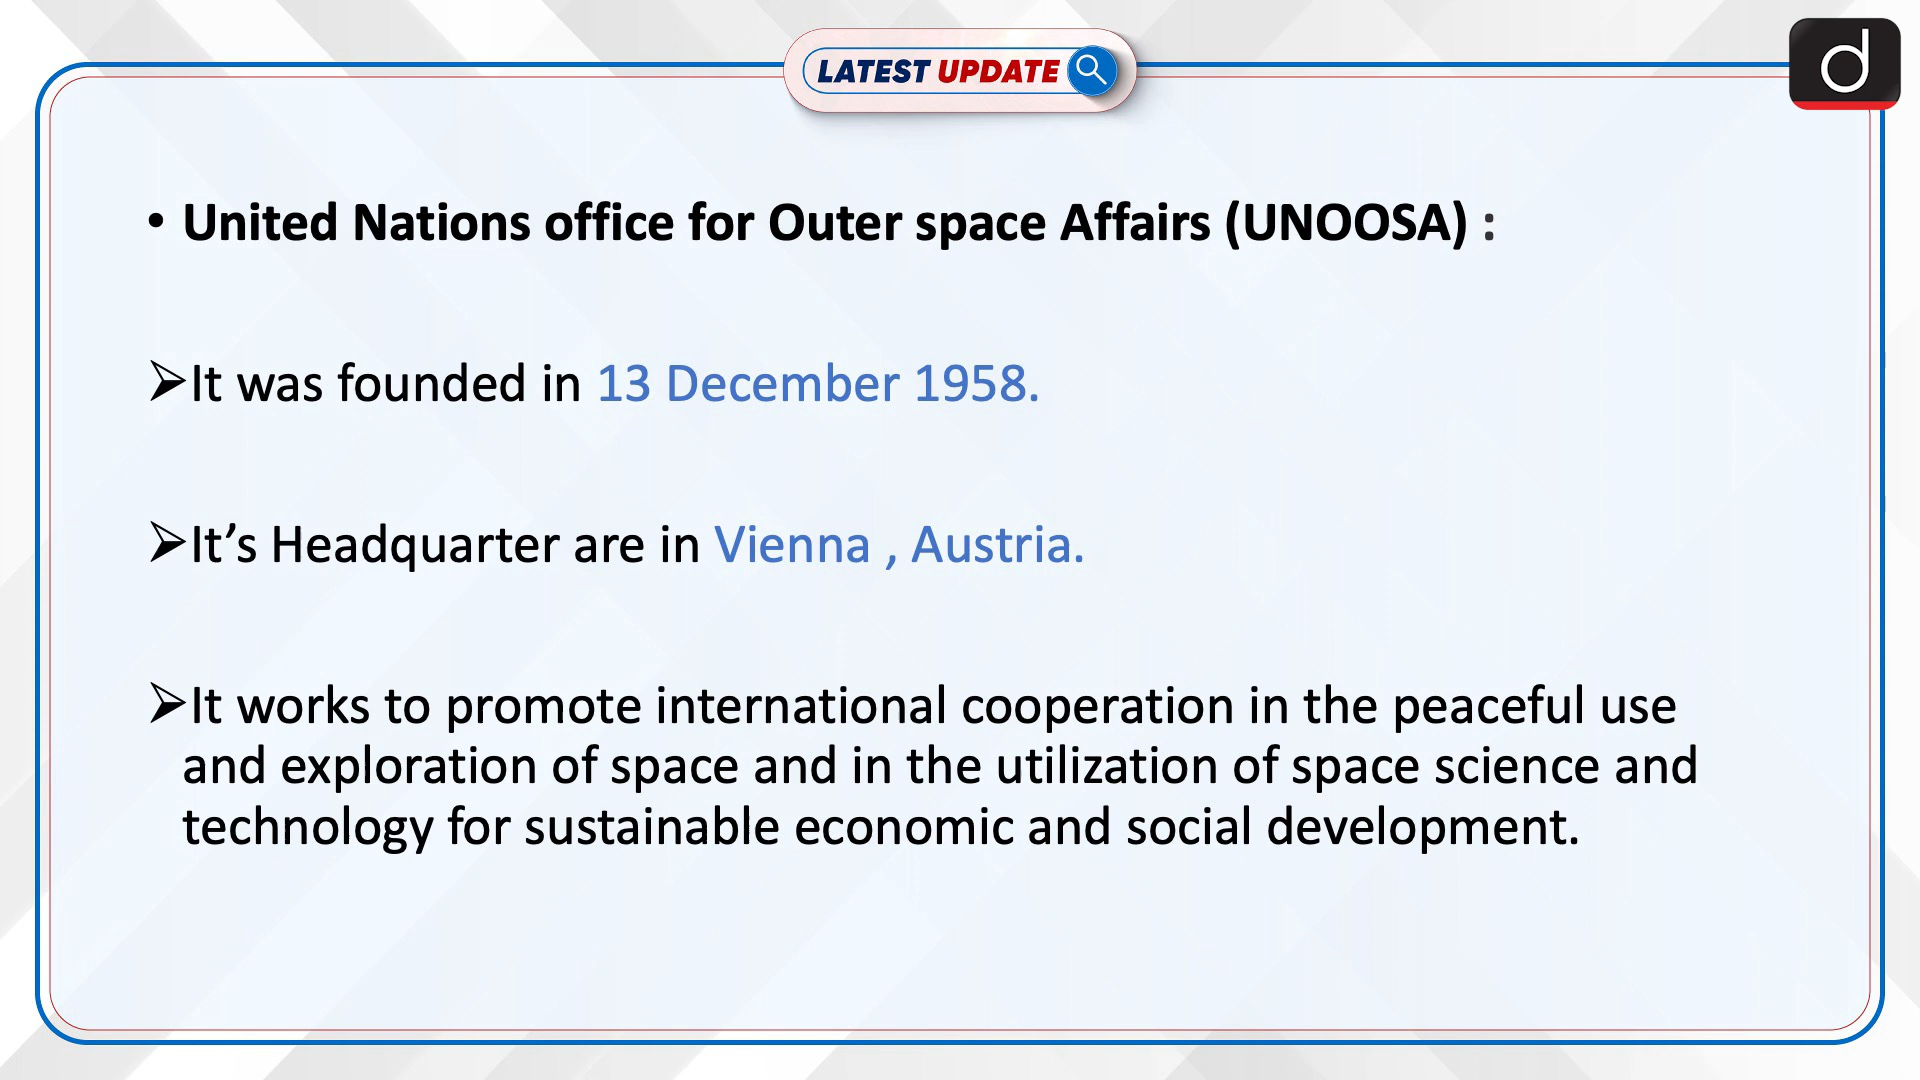 LATEST UPDATE
d
• United Nations office for Outer space Affairs (UNOOSA) :
➢It was founded in 13 December 1958.
➢It’s Headquarter are in Vienna , Austria.
➢It works to promote international cooperation in the peaceful use
and exploration of space and in the utilization of space science and
technology for sustainable economic and social development.